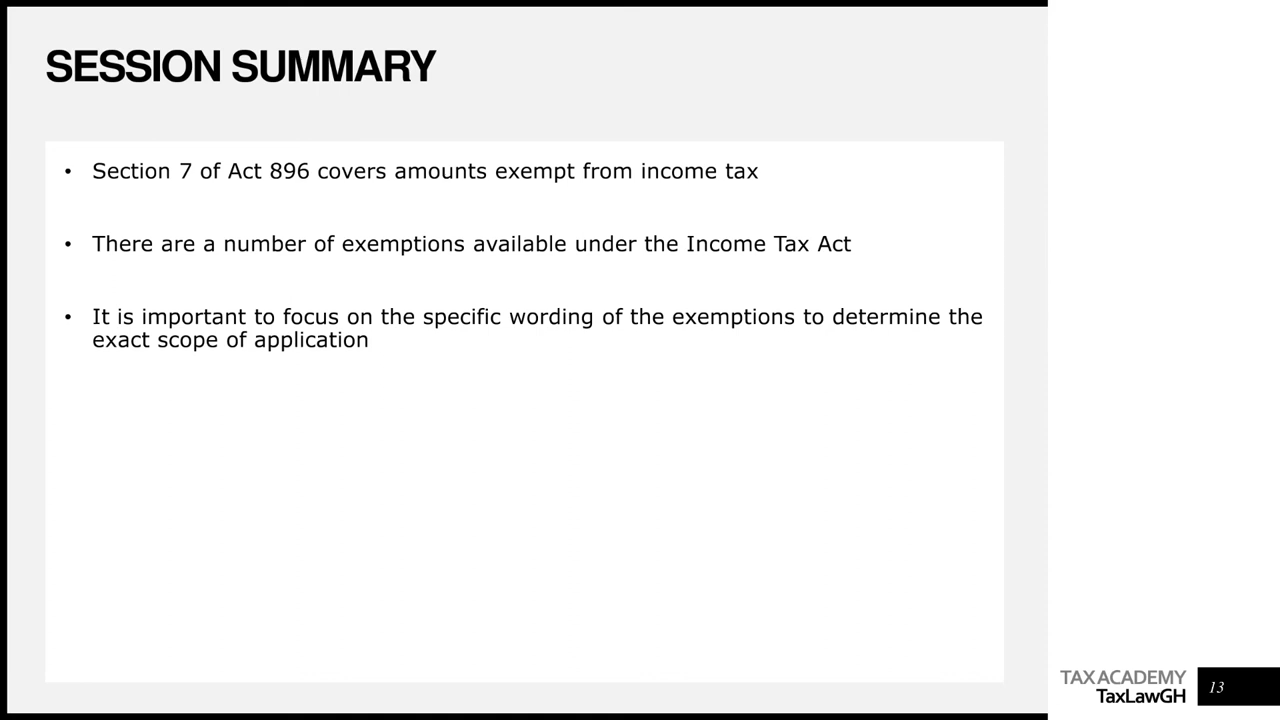 SESSION SUMMARY
• Section 7 of Act 896 covers amounts exempt from income tax
• There are a number of exemptions available under the Income Tax Act
• It is important to focus on the specific wording of the exemptions to determine the
exact scope of application
TAX ACADEMY
TaxLawGH
13